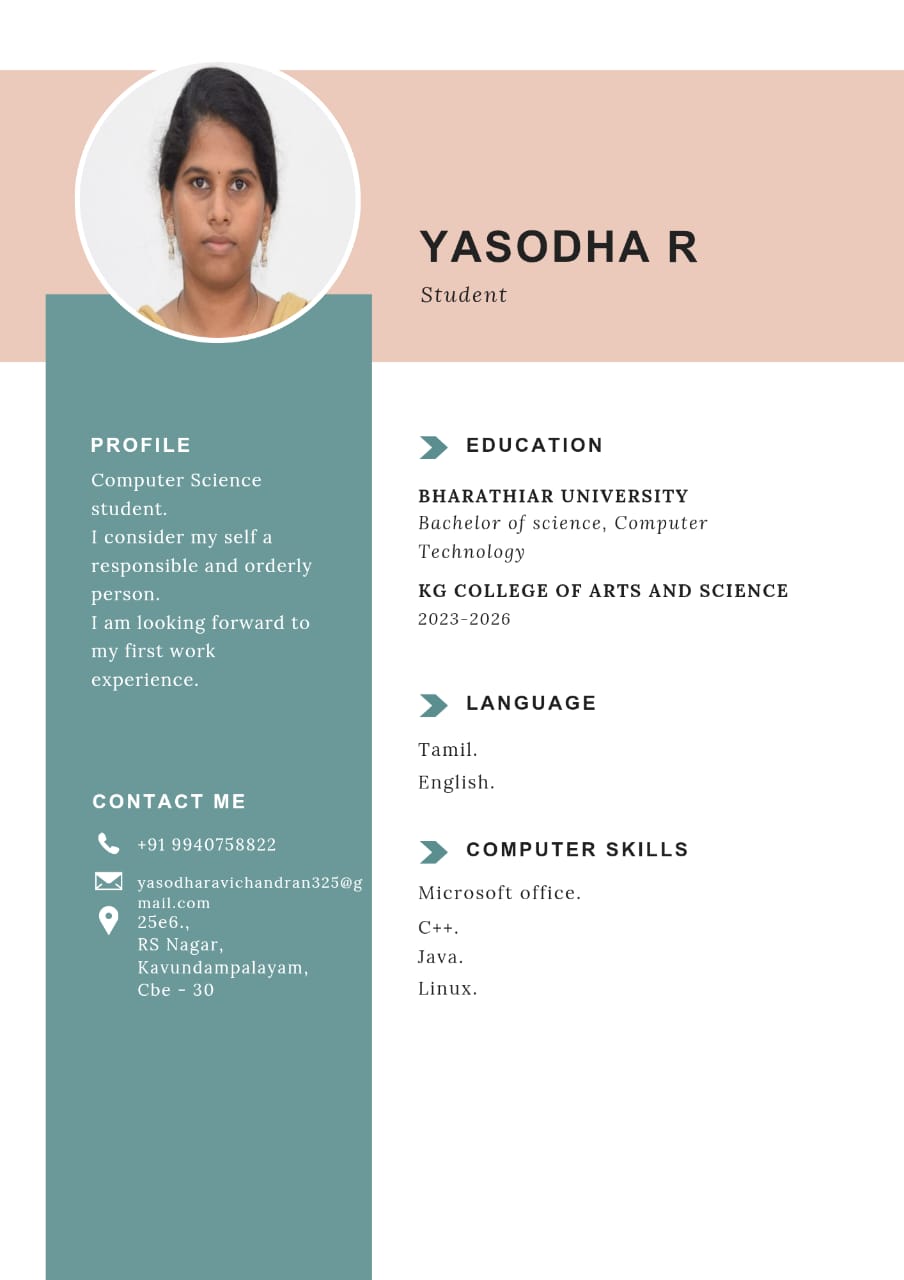 YASODHA R
Student
PROFILE
Computer Science
student.
I consider my self a
responsible and orderly
person.
I am looking forward to
my first work
experience.
CONTACT ME
+91 9940758822
yasodharavichandran325@g
mail.com
25e6.,
RS Nagar,
Kavundampalayam,
Cbe - 30
EDUCATION
BHARATHIAR UNIVERSITY
Bachelor of science, Computer
Technology
KG COLLEGE OF ARTS AND SCIENCE
2023-2026
LANGUAGE
Tamil.
English.
COMPUTER SKILLS
Microsoft office.
C++.
Java.
Linux.